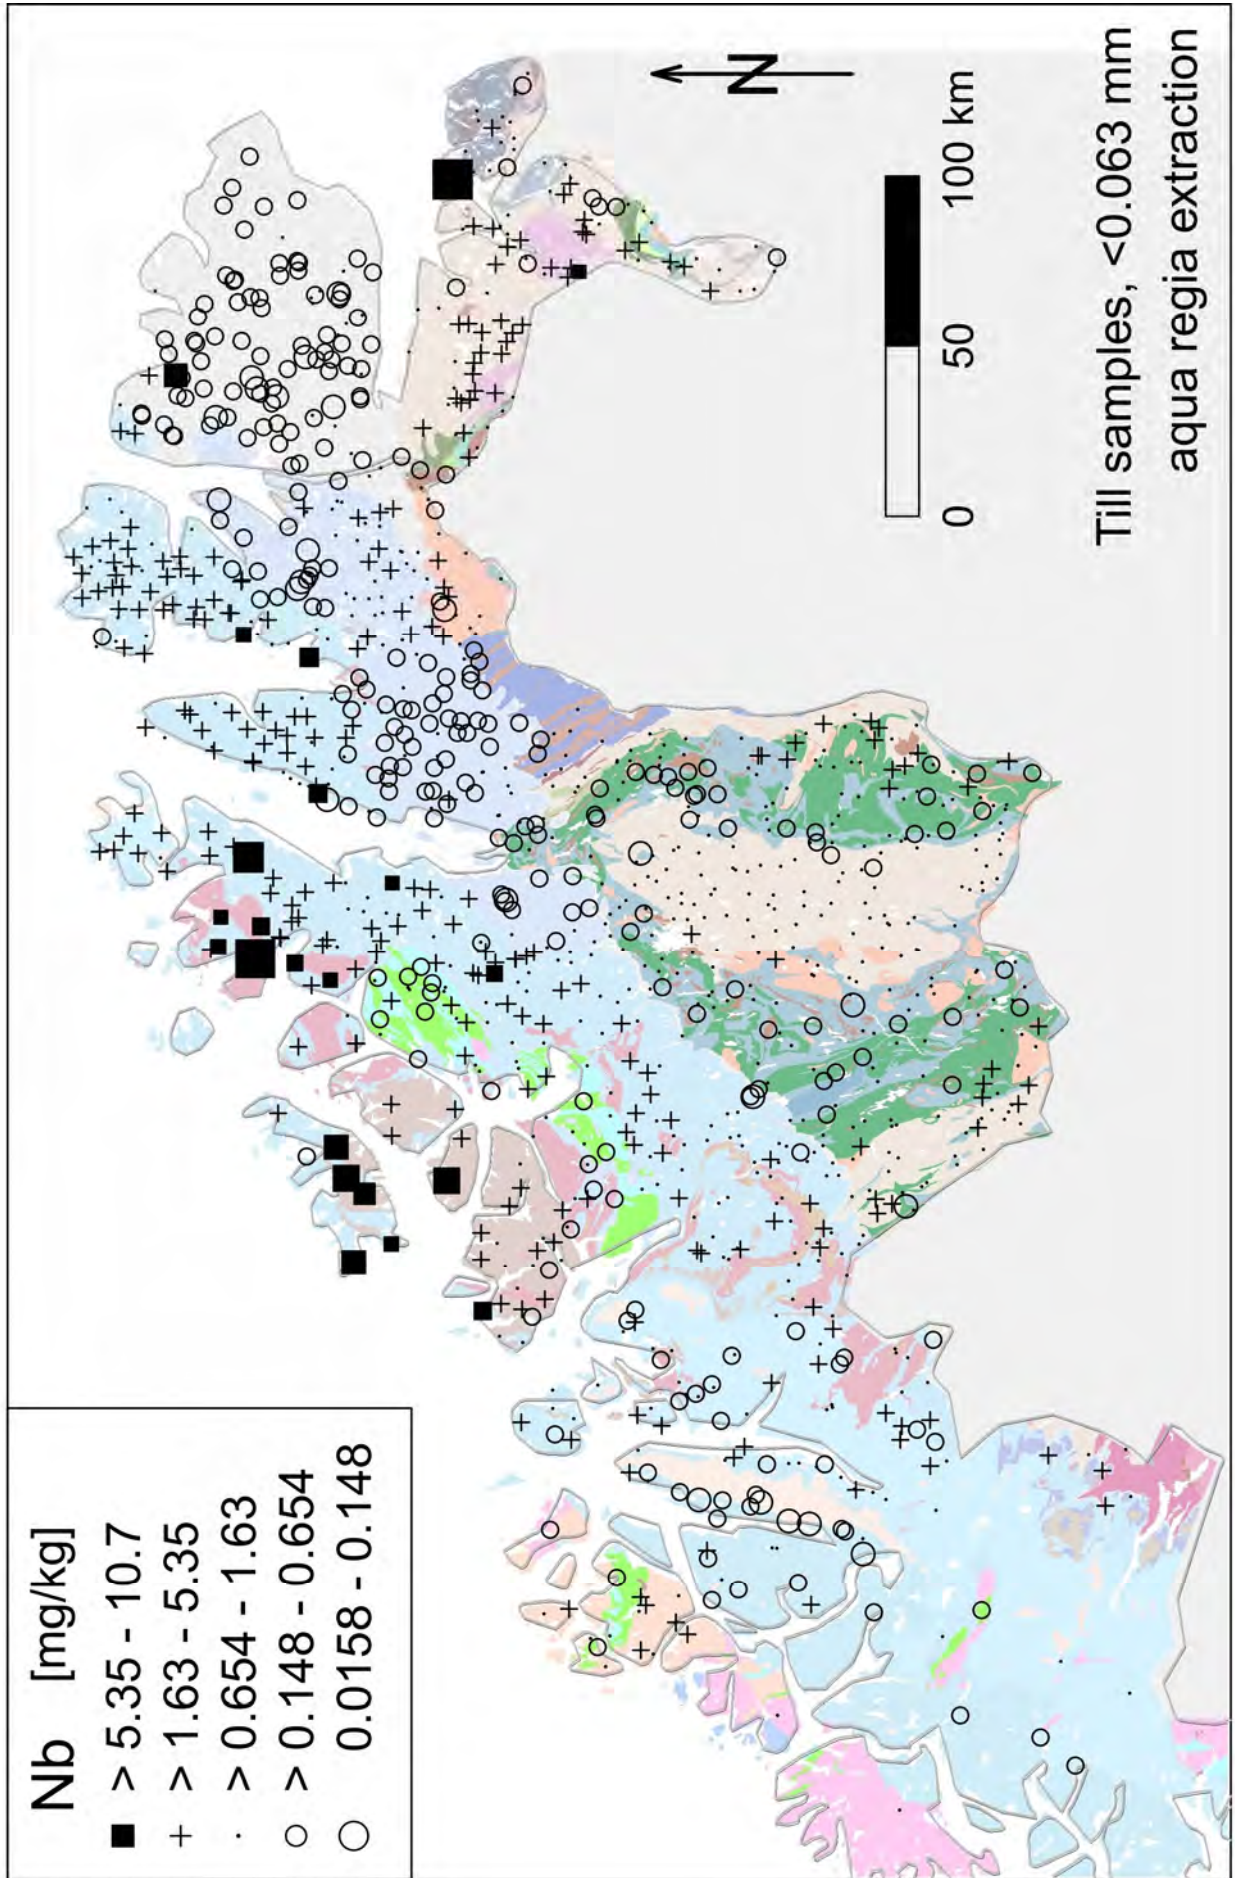 Nb [mg/kg]
> 5.35 - 10.7
> 1.63 - 5.35
> 0.654 - 1.63
> 0.148 - 0.654
0.0158 - 0.148
N
0 50 100 km
Till samples, <0.063 mm
aqua regia extraction